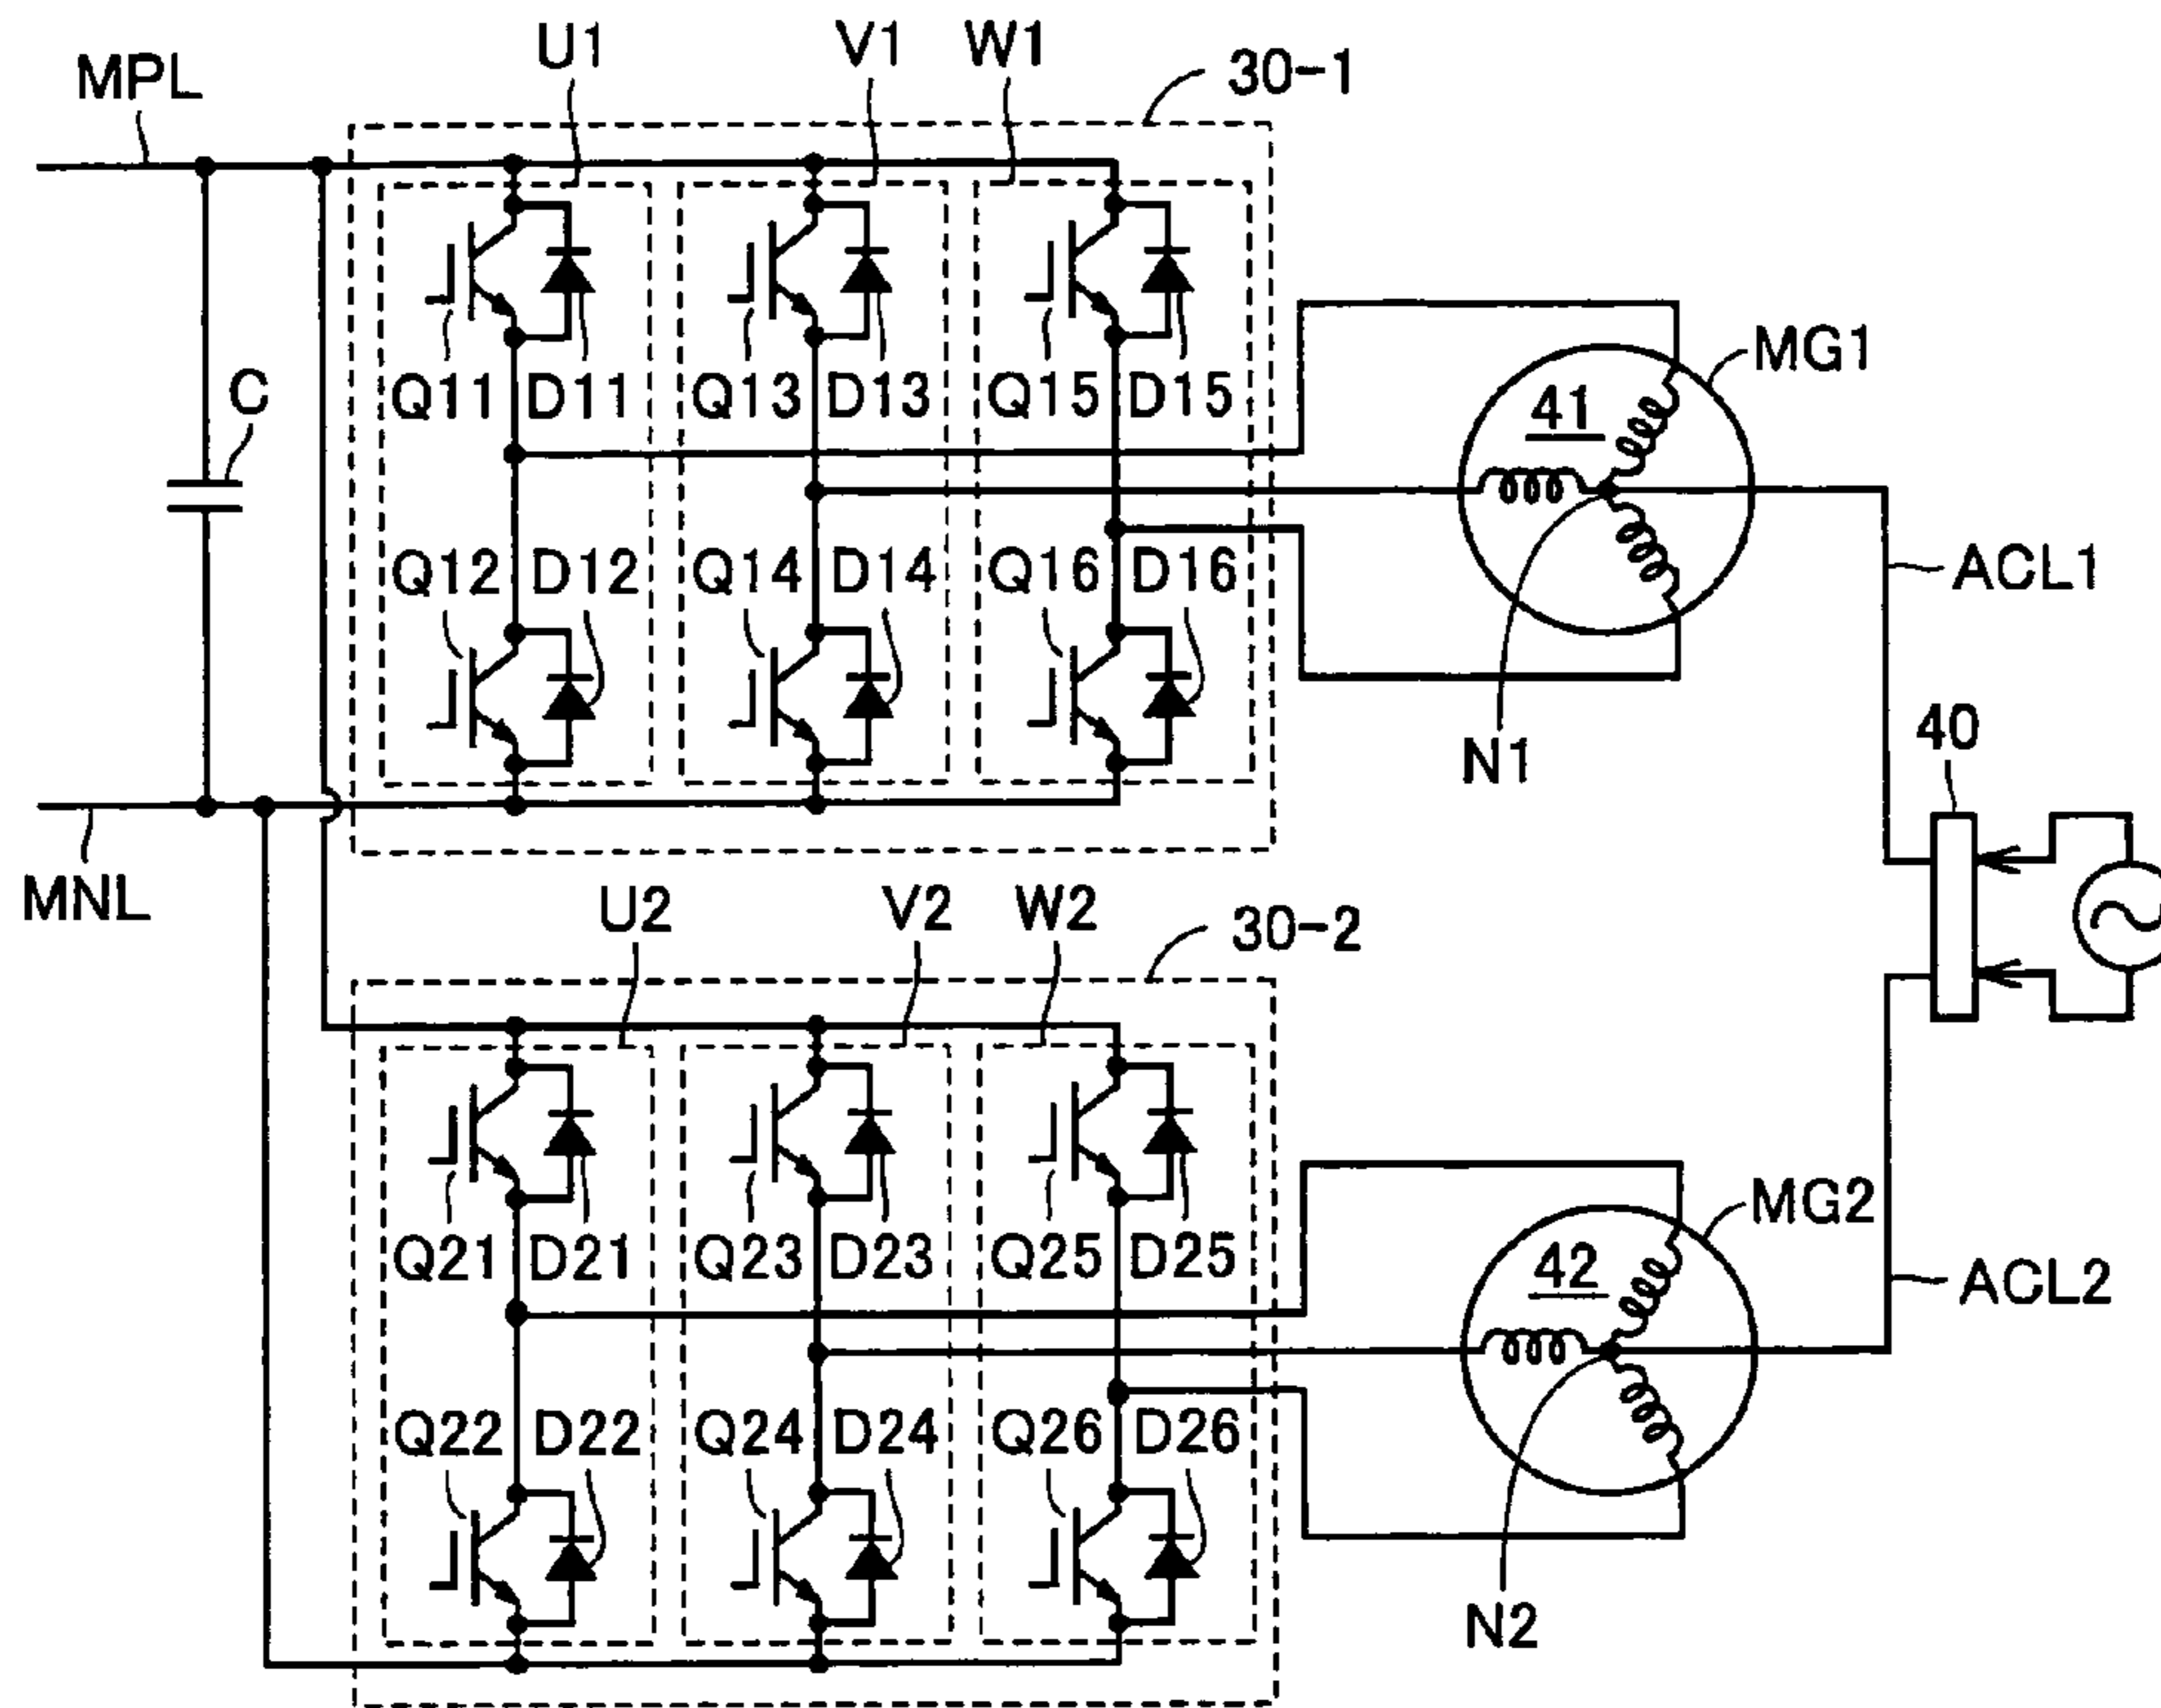 U1 V1 W1
MPL 30-1
MG1
C Q11 D11 Q13 D13 Q15 D15 41
Q12 D12 Q14 D14 Q16 D16 ACL1
40
N1
MNL
U2 V2 W2 30-2
MG2
Q21 D21 Q23 D23 Q25 D25 42
ACL2
Q22 D22 Q24 D24 Q26 D26
N2